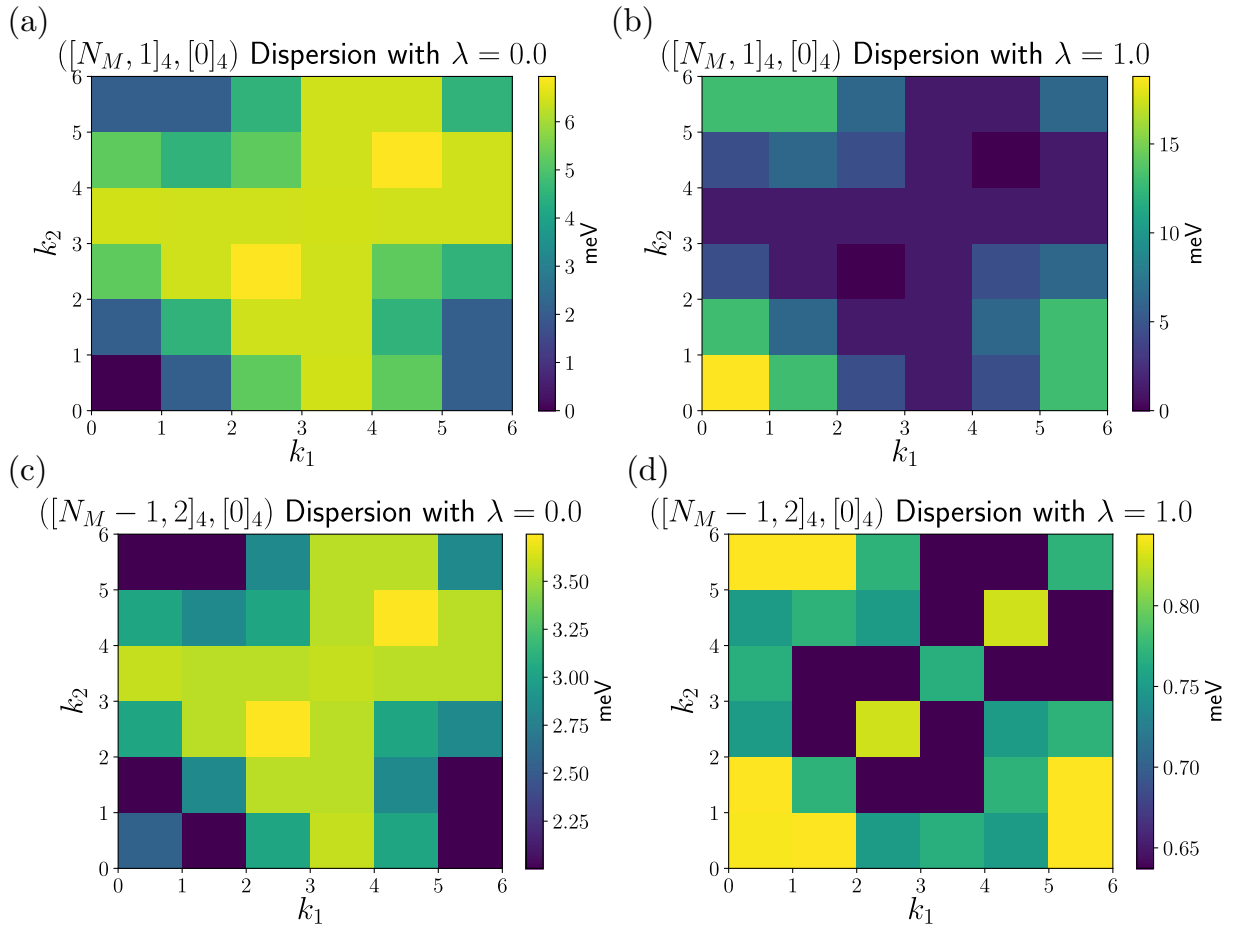 (a)
([N_M, 1]_4, [0]_4) Dispersion with λ = 0.0
6
5
4
3
2
1
0
k_2
0 1 2 3 4 5 6
k_1
6
5
4
3
2
1
0
meV
(b)
([N_M, 1]_4, [0]_4) Dispersion with λ = 1.0
6
5
4
3
2
1
0
k_2
0 1 2 3 4 5 6
k_1
15
10
5
0
meV
(c)
([N_M − 1, 2]_4, [0]_4) Dispersion with λ = 0.0
6
5
4
3
2
1
0
k_2
0 1 2 3 4 5 6
k_1
3.50
3.25
3.00
2.75
2.50
2.25
meV
(d)
([N_M − 1, 2]_4, [0]_4) Dispersion with λ = 1.0
6
5
4
3
2
1
0
k_2
0 1 2 3 4 5 6
k_1
0.80
0.75
0.70
0.65
meV